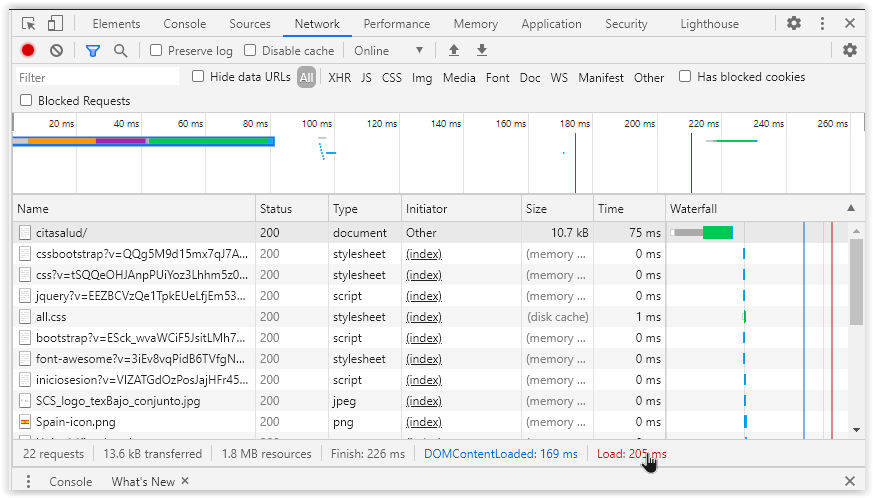 Elements Console Sources Network Performance Memory Application Security Lighthouse
Preserve log Disable cache Online
Filter Hide data URLs All XHR JS CSS Img Media Font Doc WS Manifest Other Has blocked cookies
Blocked Requests
20 ms 40 ms 60 ms 80 ms 100 ms 120 ms 140 ms 160 ms 180 ms 200 ms 220 ms 240 ms 260 ms
Name Status Type Initiator Size Time Waterfall
citasalud/ 200 document Other 10.7 kB 75 ms
cssbootstrap?v=QQg5M9d15mx7qJ7A... 200 stylesheet (index) (memory ... 0 ms
css?v=tSQQeOHJAnpPUiYoz3Lhhm5z0... 200 stylesheet (index) (memory ... 0 ms
jquery?v=EEZBCVzQe1TpkEUeLfjEm53... 200 script (index) (memory ... 0 ms
all.css 200 stylesheet (index) (disk cache) 1 ms
bootstrap?v=ESck_wvaWCiF5JsitLMh7... 200 script (index) (memory ... 0 ms
font-awesome?v=3iEv8vqPidB6TVfgN... 200 stylesheet (index) (memory ... 0 ms
iniciosesion?v=VIZATGdOzPosJajHFr45... 200 script (index) (memory ... 0 ms
SCS_logo_texBajo_conjunto.jpg 200 jpeg (index) (memory ... 0 ms
Spain-icon.png 200 png (index) (memory ... 0 ms
22 requests 13.6 kB transferred 1.8 MB resources Finish: 226 ms DOMContentLoaded: 169 ms Load: 205 ms
Console What's New